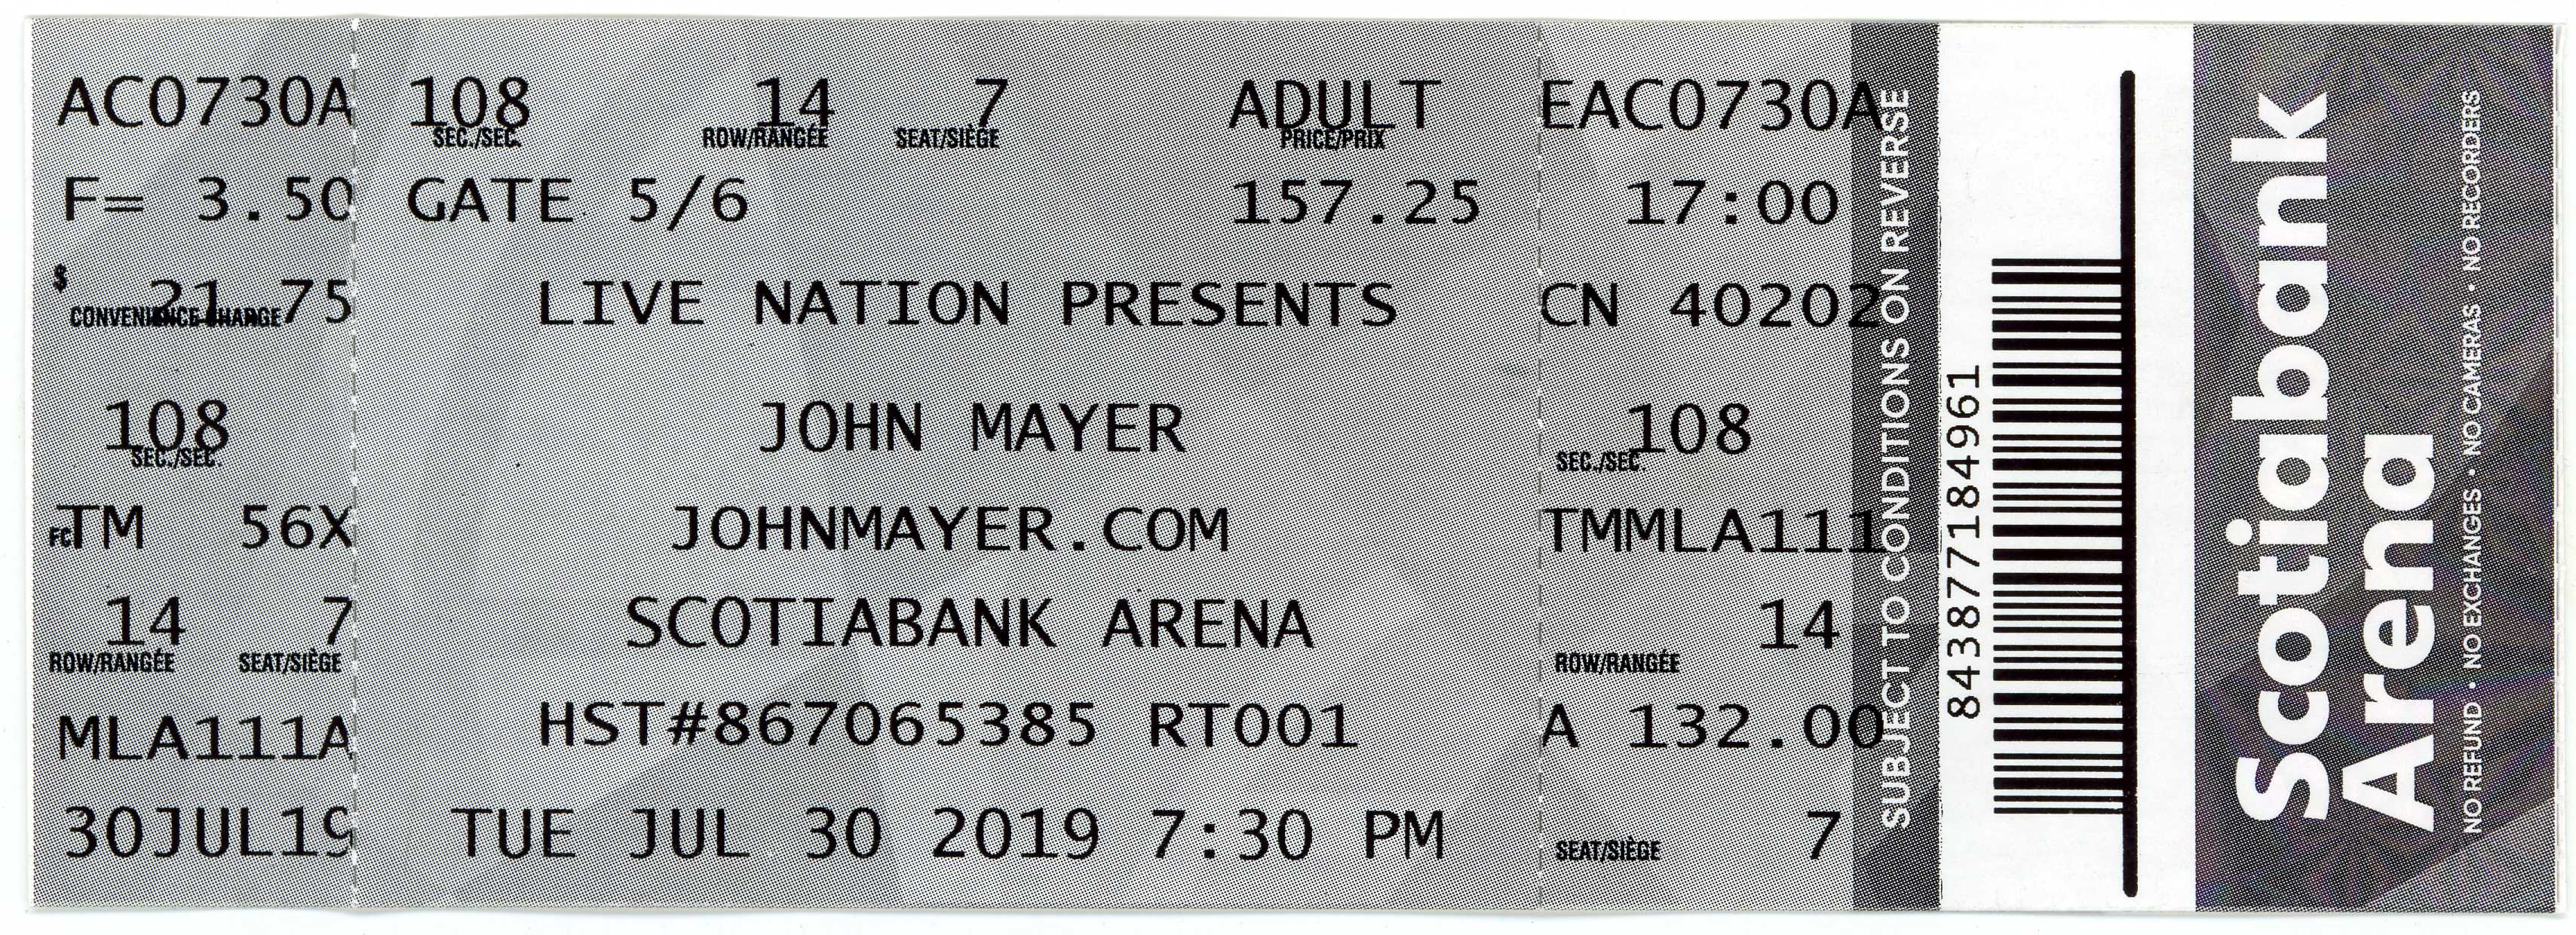 AC0730A
F= 3.50
$ 21.75
CONVENIENCE CHARGE
108
SEC./SEC.
FC TM 56X
14 7
ROW/RANGÉE SEAT/SIÈGE
MLA111A
30JUL19
108 14 7 ADULT
SEC./SEC. ROW/RANGÉE SEAT/SIÈGE PRICE/PRIX
GATE 5/6 157.25
LIVE NATION PRESENTS
JOHN MAYER
JOHNMAYER.COM
SCOTIABANK ARENA
HST#867065385 RT001
TUE JUL 30 2019 7:30 PM
EAC0730A
17:00
CN 40202
108
SEC./SEC.
TMMLA111
14
ROW/RANGÉE
A 132.00
7
SEAT/SIÈGE
SUBJECT TO CONDITIONS ON REVERSE
843877184961
Scotiabank
Arena
NO REFUND • NO EXCHANGES • NO CAMERAS • NO RECORDERS